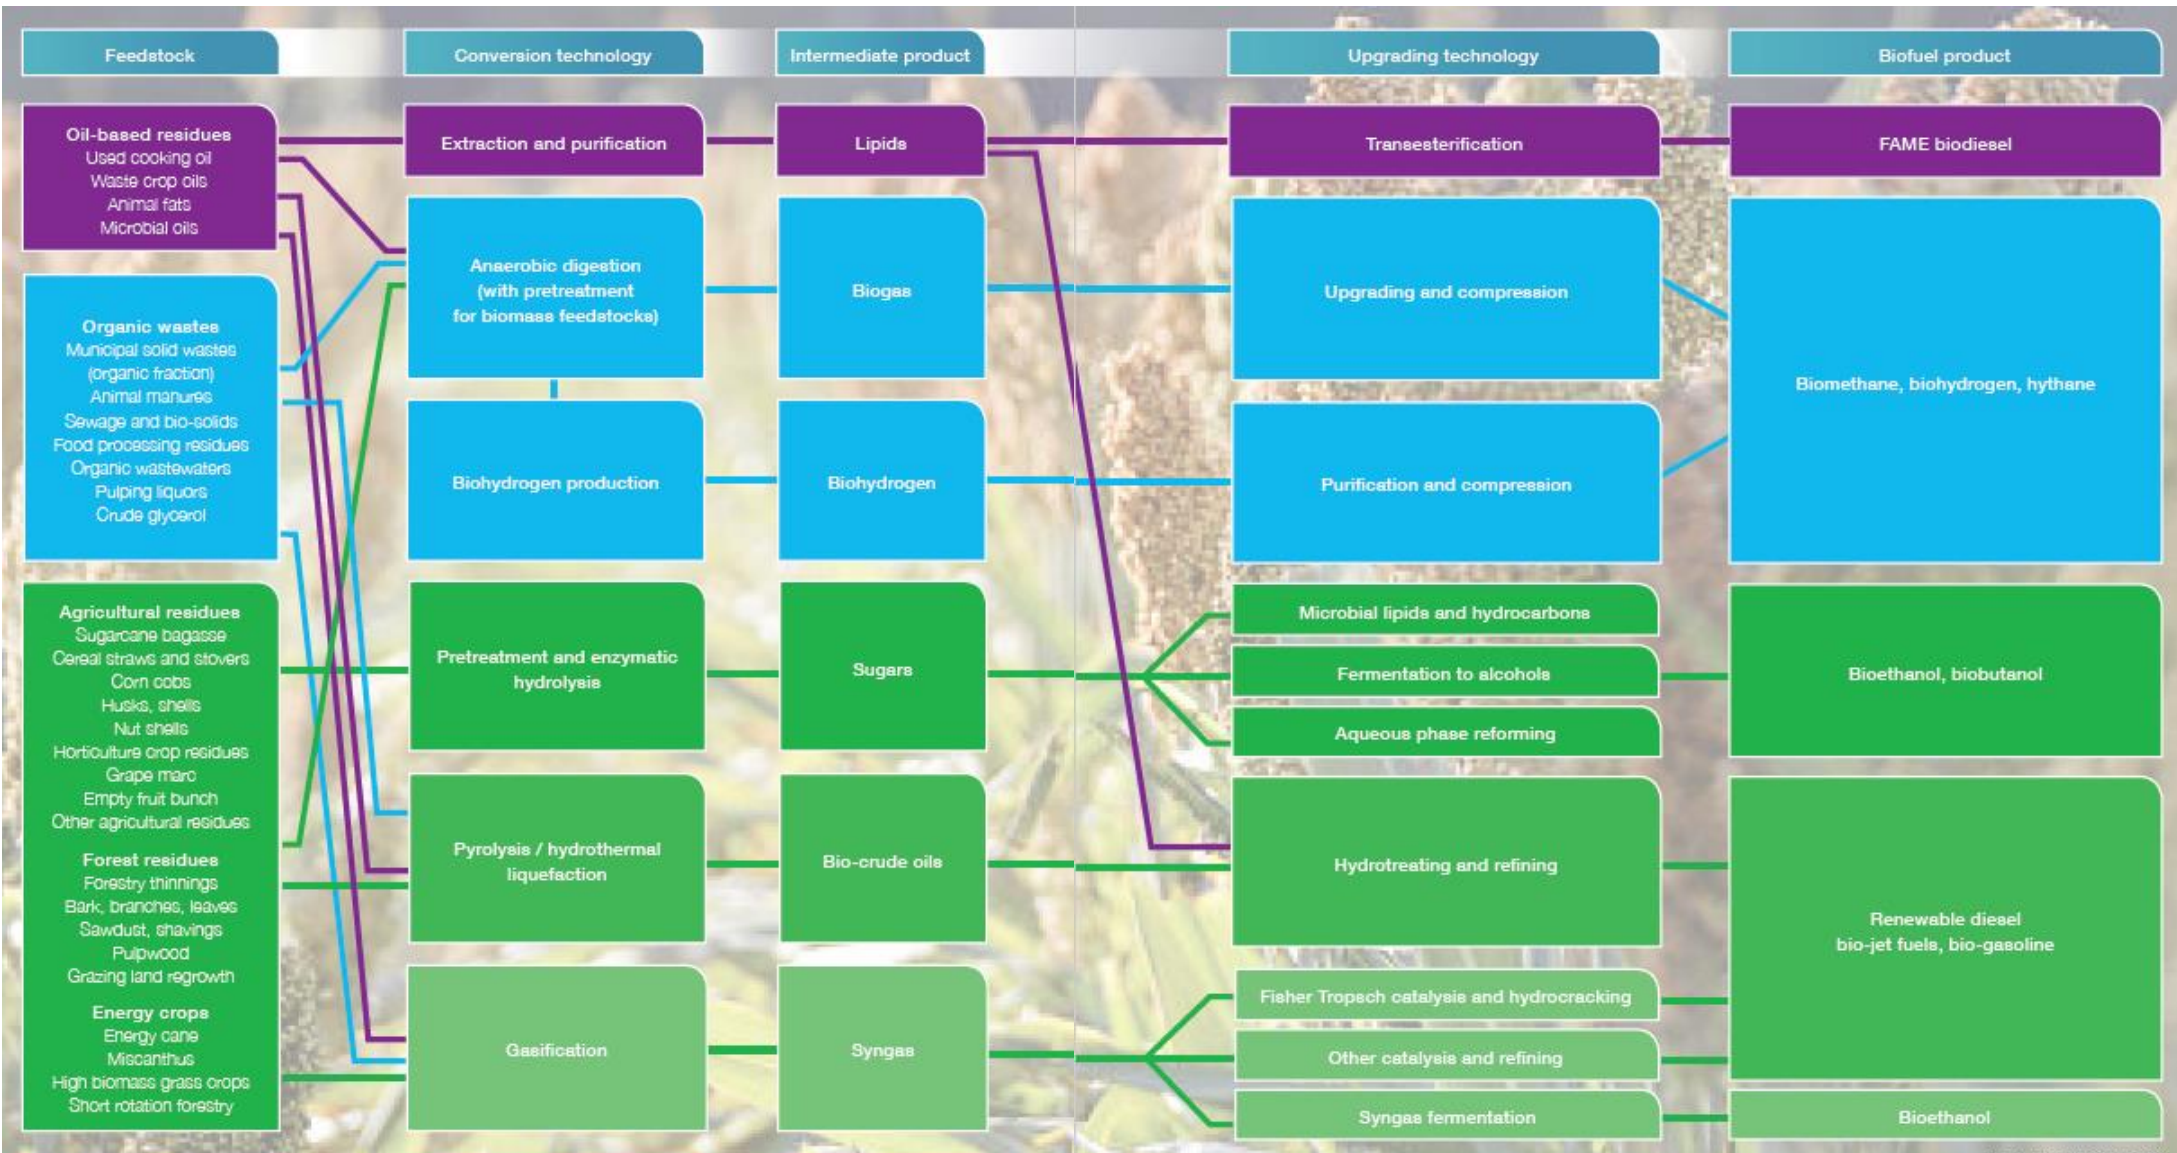 Feedstock
Conversion technology
Intermediate product
Upgrading technology
Biofuel product
Oil-based residues
Used cooking oil
Waste crop oils
Animal fats
Microbial oils
Extraction and purification
Lipids
Transesterification
FAME biodiesel
Organic wastes
Municipal solid wastes
(organic fraction)
Animal manures
Sewage and bio-solids
Food processing residues
Organic wastewaters
Pulping liquors
Crude glycerol
Anaerobic digestion
(with pretreatment
for biomass feedstocks)
Biogas
Upgrading and compression
Biomethane, biohydrogen, hythane
Biohydrogen production
Biohydrogen
Purification and compression
Agricultural residues
Sugarcane bagasse
Cereal straws and stovers
Corn cobs
Husks, shells
Nut shells
Horticulture crop residues
Grape marc
Empty fruit bunch
Other agricultural residues
Forest residues
Forestry thinnings
Bark, branches, leaves
Sawdust, shavings
Pulpwood
Grazing land regrowth
Energy crops
Energy cane
Miscanthus
High biomass grass crops
Short rotation forestry
Pretreatment and enzymatic
hydrolysis
Sugars
Microbial lipids and hydrocarbons
Fermentation to alcohols
Aqueous phase reforming
Bioethanol, biobutanol
Pyrolysis / hydrothermal
liquefaction
Bio-crude oils
Hydrotreating and refining
Renewable diesel
bio-jet fuels, bio-gasoline
Gasification
Syngas
Fisher Tropsch catalysis and hydrocracking
Other catalysis and refining
Syngas fermentation
Bioethanol